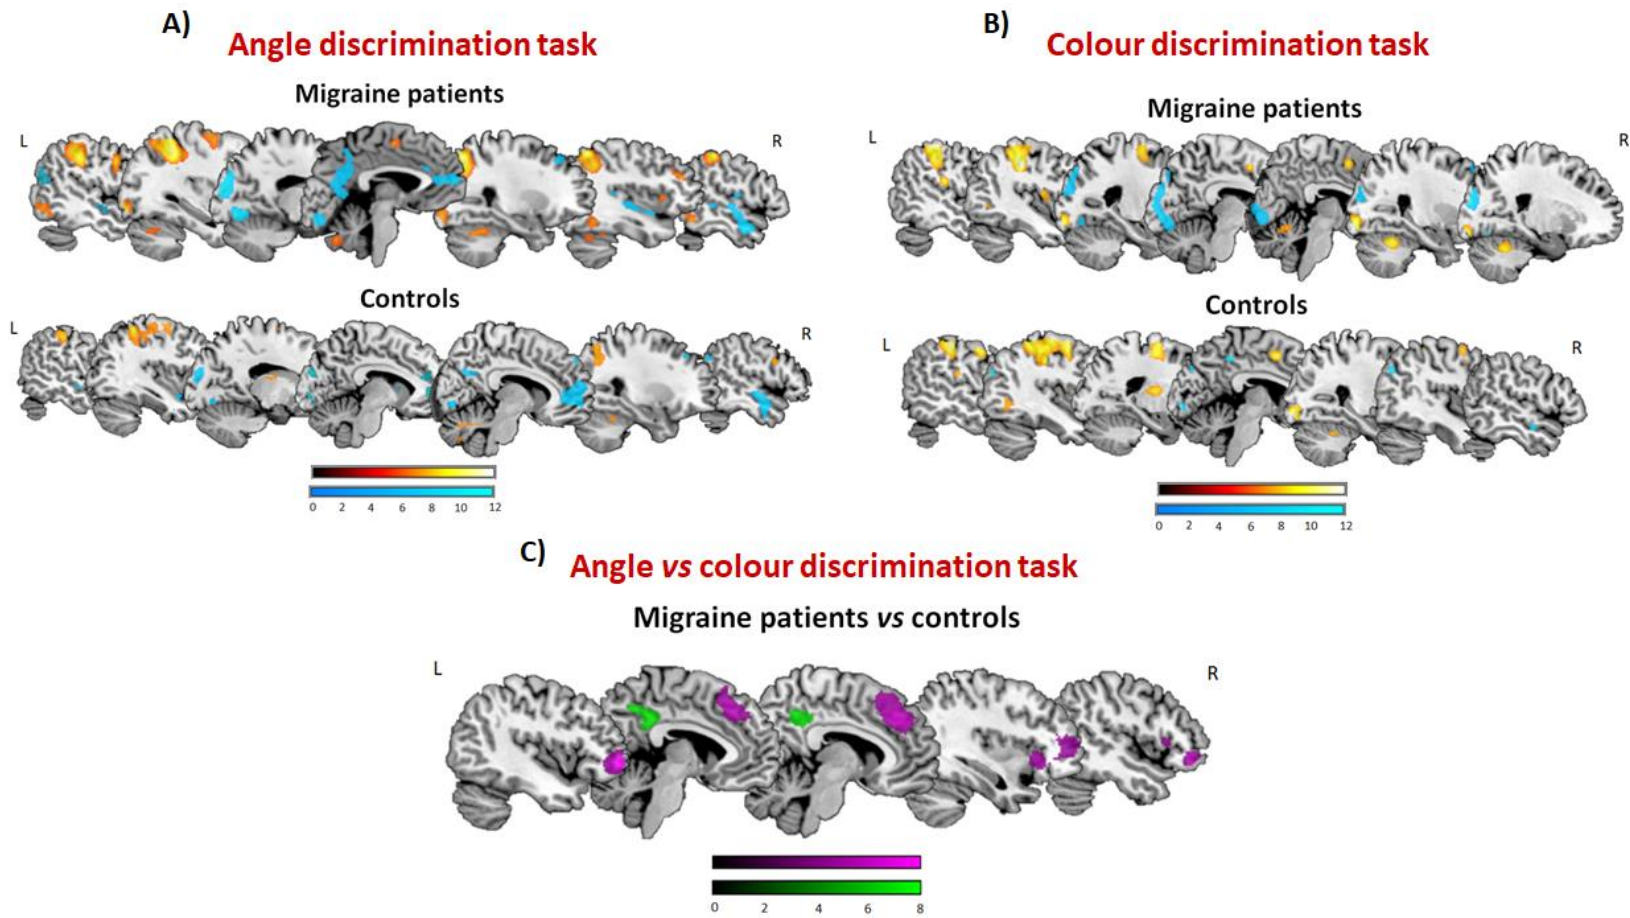 A)
Angle discrimination task
Migraine patients
L R
Controls
L R
0 2 4 6 8 10 12
B)
Colour discrimination task
Migraine patients
L R
Controls
L R
0 2 4 6 8 10 12
C)
Angle vs colour discrimination task
Migraine patients vs controls
L R
0 2 4 6 8